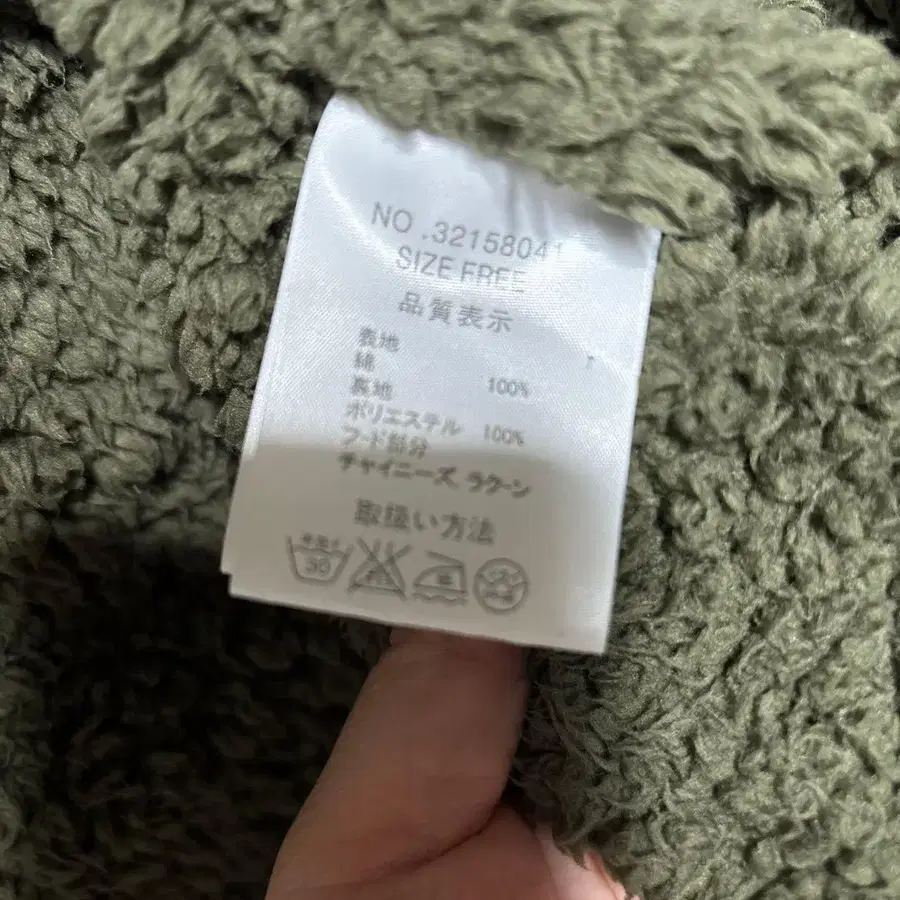 NO .32158041
SIZE FREE
品質表示
表地
綿 100%
裏地
ポリエステル 100%
フード部分
チャイニーズ ラクーン
取扱い方法
30